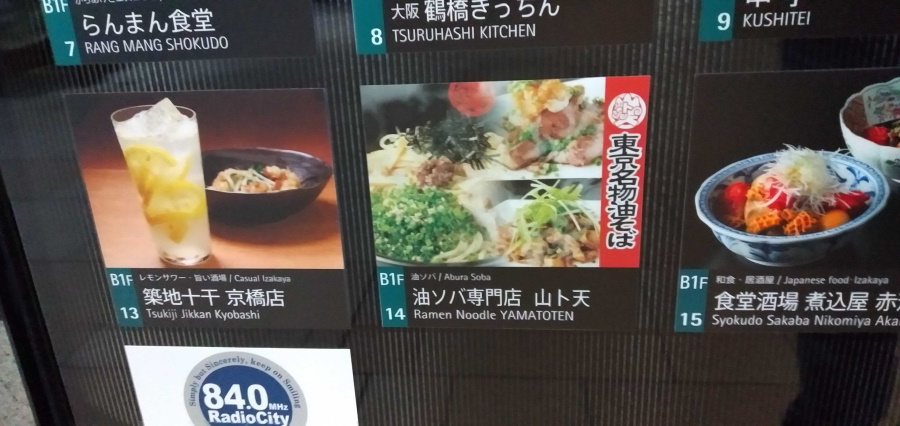 B1F
7
らんまん食堂
RANG MANG SHOKUDO
8
大阪 鶴橋きっちん
TSURUHASHI KITCHEN
9
KUSHITEI
東京名物油そば
B1F
13
レモンサワー・旨い酒場 / Casual Izakaya
築地十干 京橋店
Tsukiji Jikkan Kyobashi
B1F
14
油ソバ / Abura Soba
油ソバ専門店 山ト天
Ramen Noodle YAMATOTEN
B1F
15
和食・居酒屋 / Japanese food·Izakaya
食堂酒場 煮込屋 赤
Syokudo Sakaba Nikomiya Aka
Simply but Sincerely, keep on Smiling
84.0MHz
RadioCity